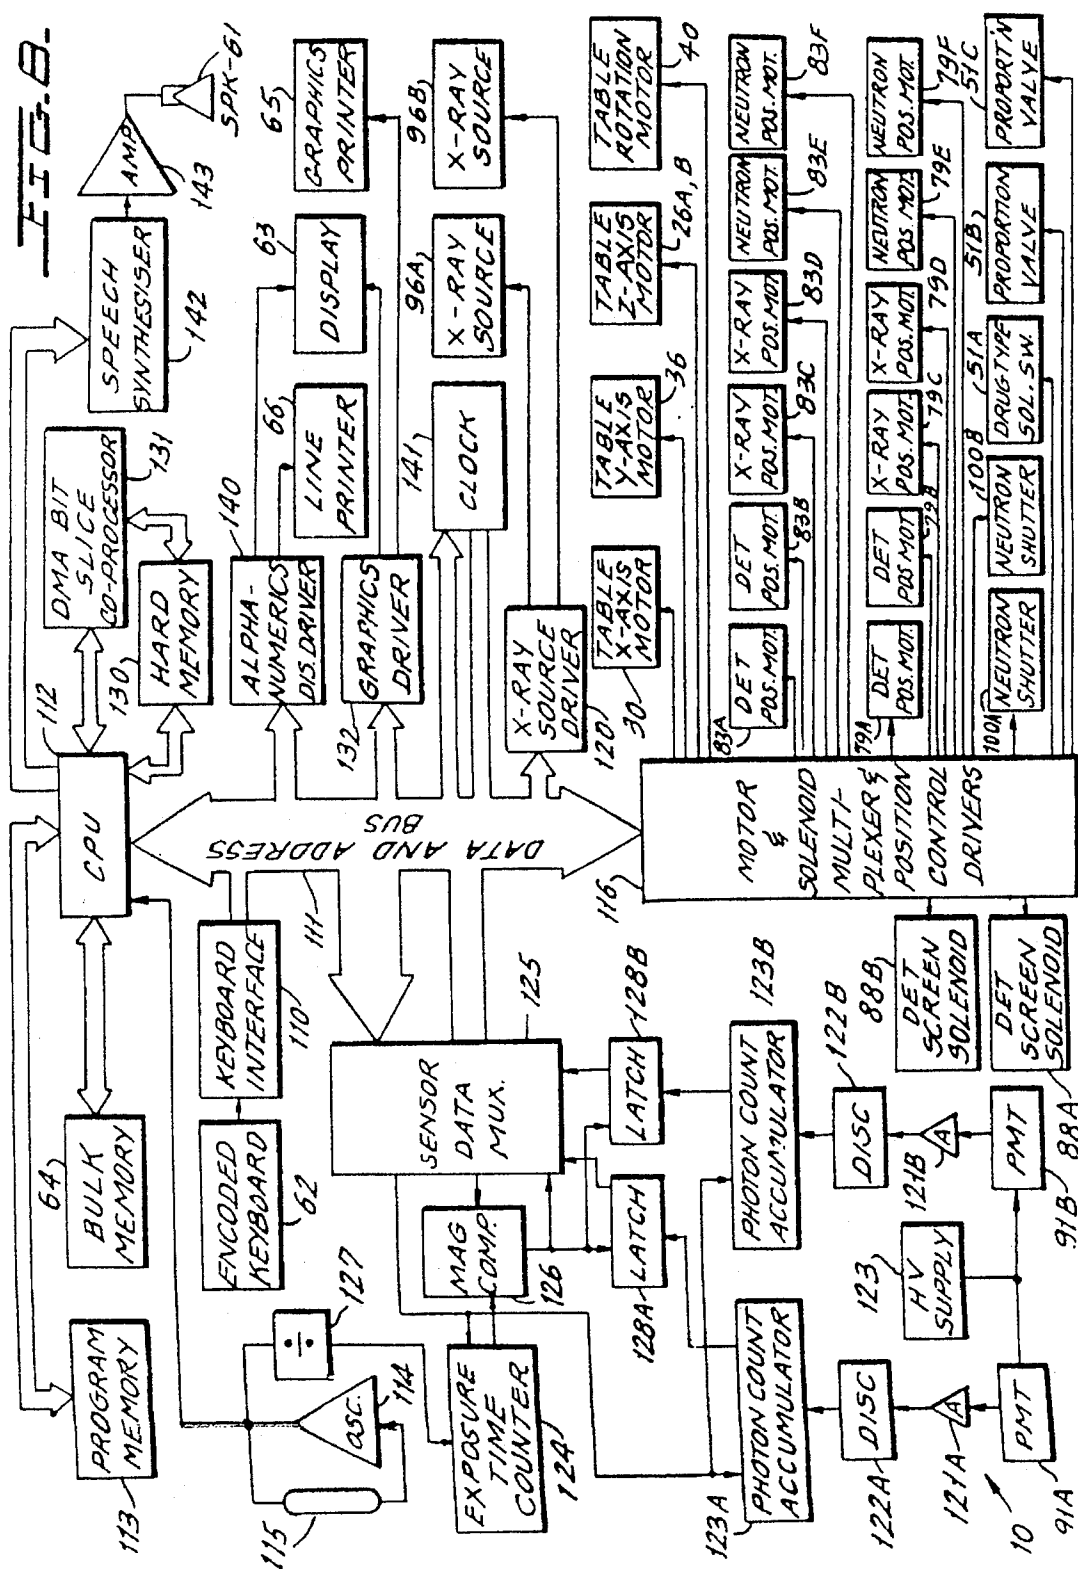 FIG. 8.
PROGRAM
MEMORY
113
BULK
MEMORY
64
CPU
112
DMA BIT
SLICE
CO-PROCESSOR
131
HARD
MEMORY
130
SPEECH
SYNTHESISER
142
AMP
143
SPK-61
115
OSC.
114
÷
127
ENCODED
KEYBOARD
62
KEYBOARD
INTERFACE
110
111
DATA AND ADDRESS
BUS
ALPHA-
NUMERICS
DIS. DRIVER
140
GRAPHICS
DRIVER
132
LINE
PRINTER
66
DISPLAY
63
GRAPHICS
PRINTER
65
CLOCK
141
X-RAY
SOURCE
DRIVER
120
X-RAY
SOURCE
96A
X-RAY
SOURCE
96B
EXPOSURE
TIME
COUNTER
124
MAG
COMP.
126
SENSOR
DATA
MUX.
125
LATCH
128A
LATCH
128B
PHOTON COUNT
ACCUMULATOR
123A
PHOTON COUNT
ACCUMULATOR
123B
DISC
122A
DISC
122B
A
121A
A
121B
PMT
91A
PMT
91B
HV
SUPPLY
123
10
DET
SCREEN
SOLENOID
88B
DET
SCREEN
SOLENOID
88A
MOTOR
&
SOLENOID
MULTI-
PLEXER &
POSITION
CONTROL
DRIVERS
116
TABLE
X-AXIS
MOTOR
30
TABLE
Y-AXIS
MOTOR
36
TABLE
Z-AXIS
MOTOR
26A, B
TABLE
ROTATION
MOTOR
40
DET
POS. MOT.
83A
DET
POS. MOT.
83B
X-RAY
POS. MOT.
83C
X-RAY
POS. MOT.
83D
NEUTRON
POS. MOT.
83E
NEUTRON
POS. MOT.
83F
DET
POS. MOT.
79A
DET
POS. MOT.
79B
X-RAY
POS. MOT.
79C
X-RAY
POS. MOT.
79D
NEUTRON
POS. MOT.
79E
NEUTRON
POS. MOT.
79F
NEUTRON
SHUTTER
100A
NEUTRON
SHUTTER
100B
DRUG-TYPE
SOL. SW.
51A
PROPORTION
VALVE
51B
PROPORT'N
VALVE
51C